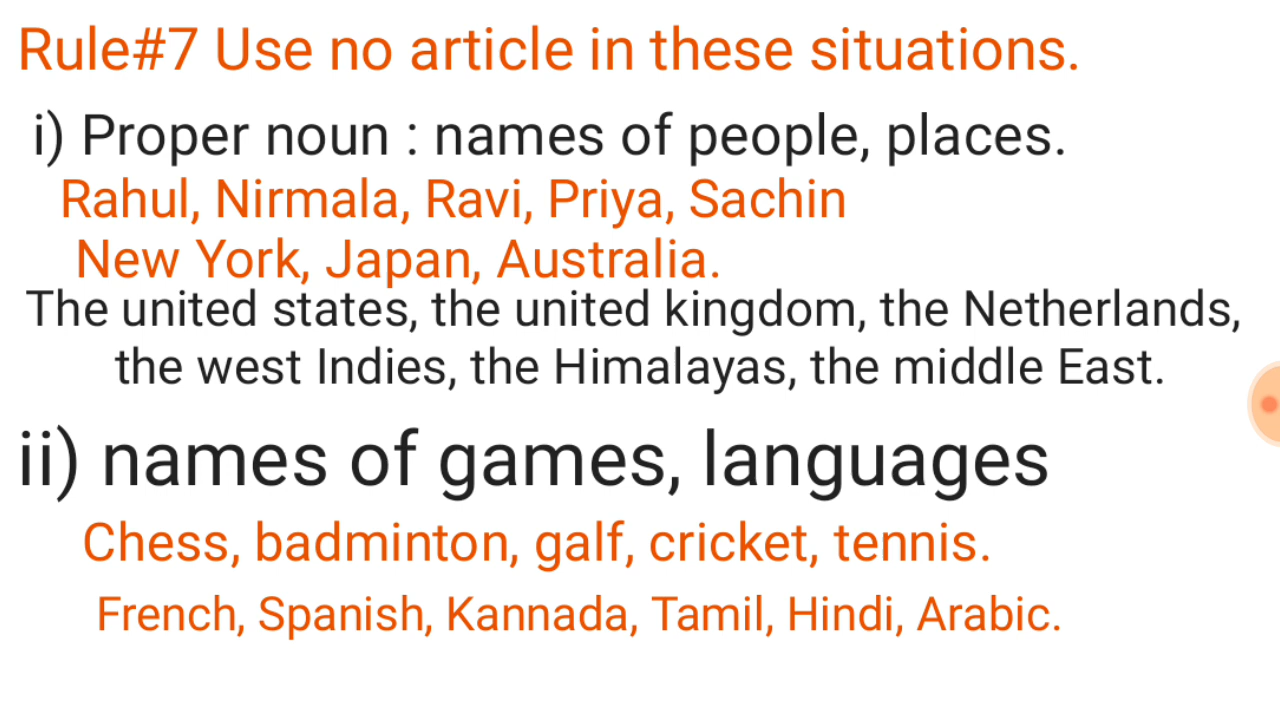 Rule#7 Use no article in these situations.
i) Proper noun : names of people, places.
Rahul, Nirmala, Ravi, Priya, Sachin
New York, Japan, Australia.
The united states, the united kingdom, the Netherlands,
the west Indies, the Himalayas, the middle East.
ii) names of games, languages
Chess, badminton, galf, cricket, tennis.
French, Spanish, Kannada, Tamil, Hindi, Arabic.